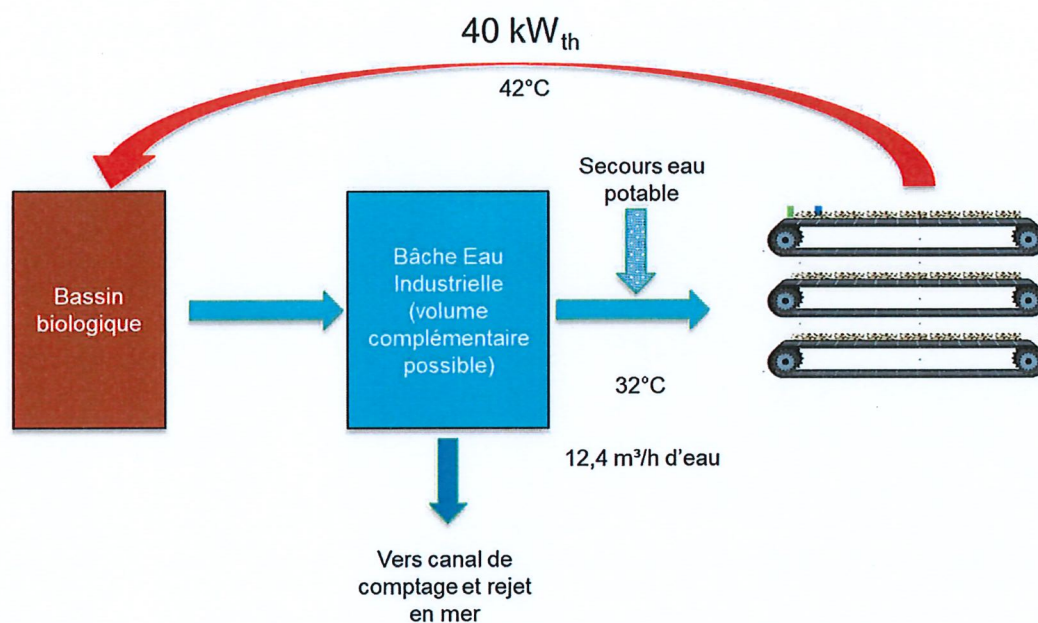 40 kWth
42°C
Secours eau
potable
Bassin
biologique
Bâche Eau
Industrielle
(volume
complémentaire
possible)
32°C
12,4 m³/h d'eau
Vers canal de
comptage et rejet
en mer